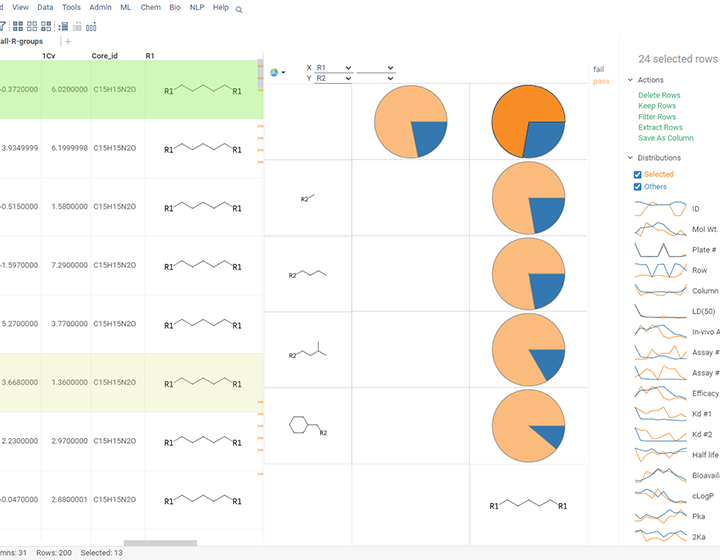 d View Data Tools Admin ML Chem Bio NLP Help
all-R-groups +
1Cv Core_id R1
-0.3720000 6.0200000 C15H15N2O R1 R1
3.9349999 6.1999998 C15H15N2O R1 R1
-0.5150000 1.5800000 C15H15N2O R1 R1
-1.5970000 7.2900000 C15H15N2O R1 R1
5.2700000 3.7700000 C15H15N2O R1 R1
3.6680000 1.3600000 C15H15N2O R1 R1
2.2300000 2.9700000 C15H15N2O R1 R1
-0.0470000 2.8800001 C15H15N2O R1 R1
X R1
Y R2
R2
R2
R2
R2
R1 R1
fail
pass
24 selected rows
Actions
Delete Rows
Keep Rows
Filter Rows
Extract Rows
Save As Column
Distributions
Selected
Others
ID
Mol Wt.
Plate #
Row
Column
LD(50)
In-vivo A
Assay #
Assay #
Efficacy
Kd #1
Kd #2
Half life
Bioavail
cLogP
Pka
2Ka
mns: 31 Rows: 200 Selected: 13